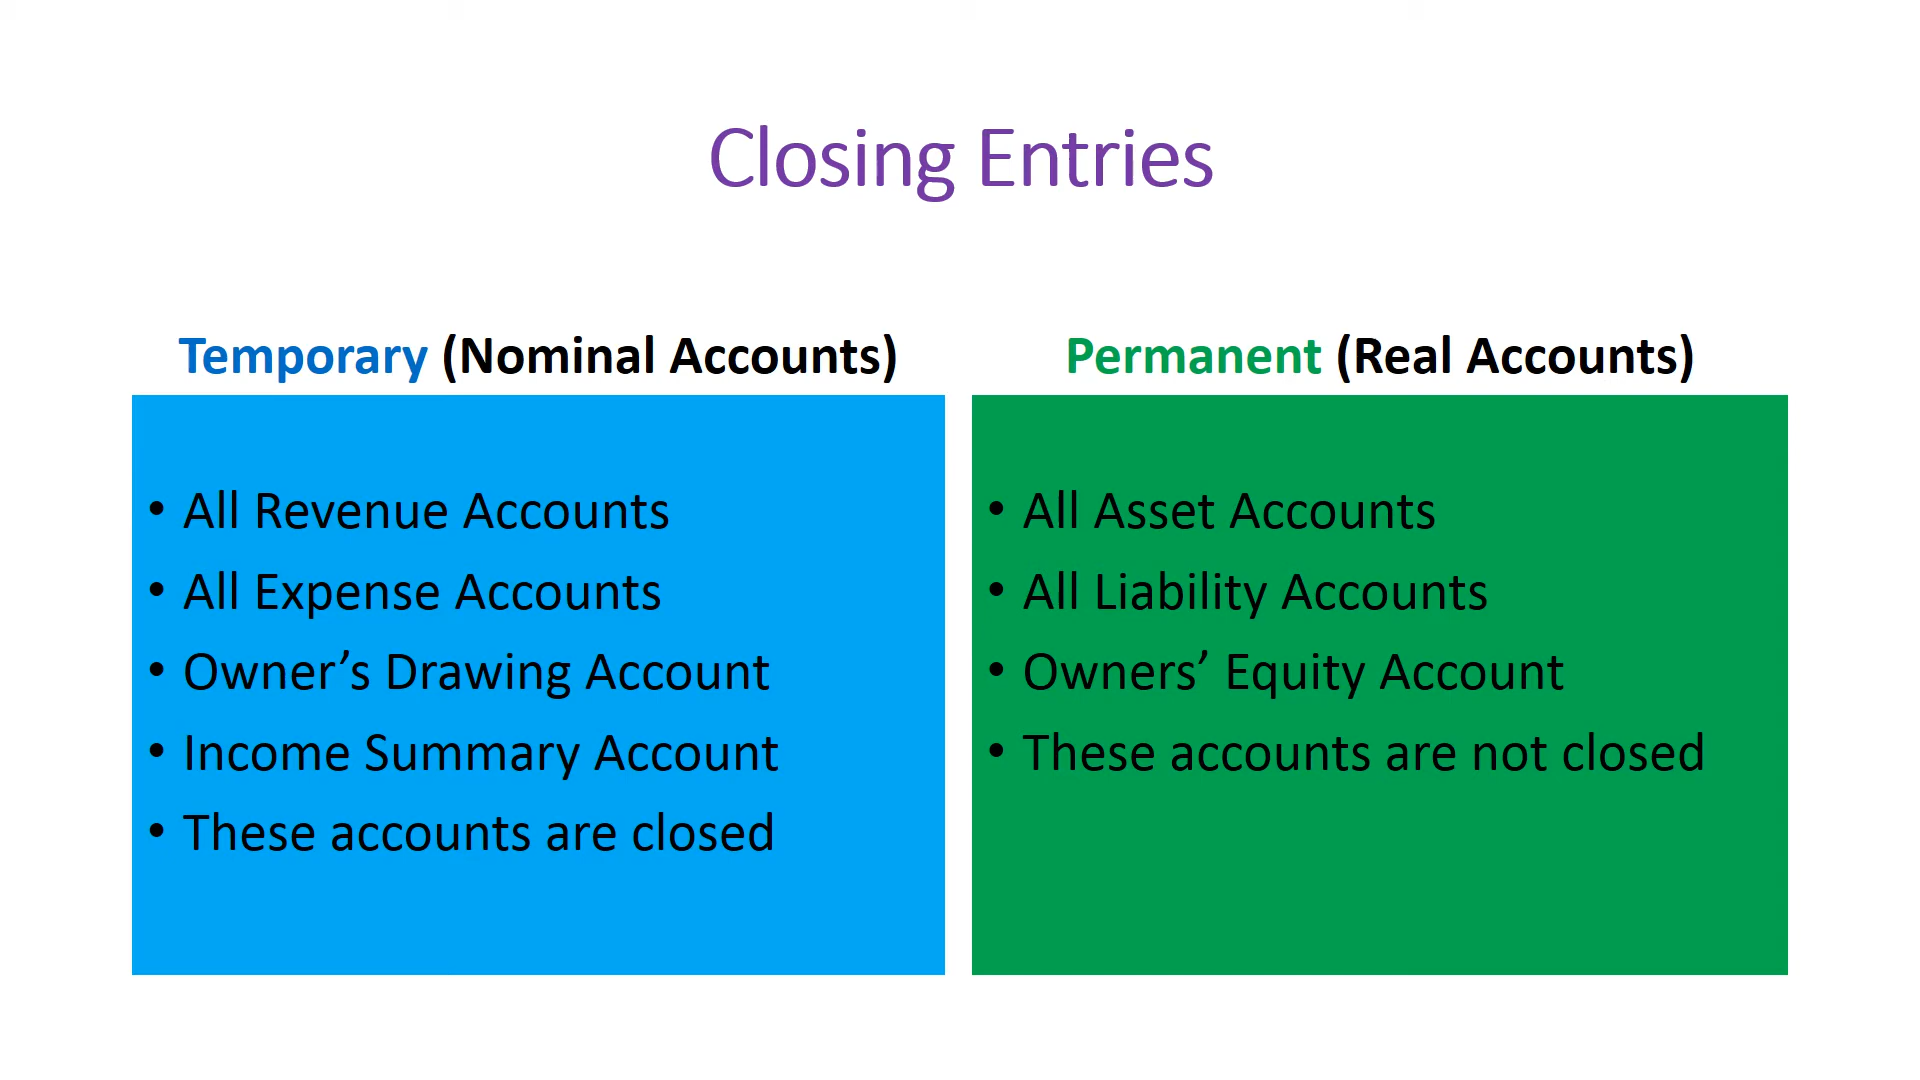 Closing Entries
Temporary (Nominal Accounts)
• All Revenue Accounts
• All Expense Accounts
• Owner’s Drawing Account
• Income Summary Account
• These accounts are closed
Permanent (Real Accounts)
• All Asset Accounts
• All Liability Accounts
• Owners’ Equity Account
• These accounts are not closed